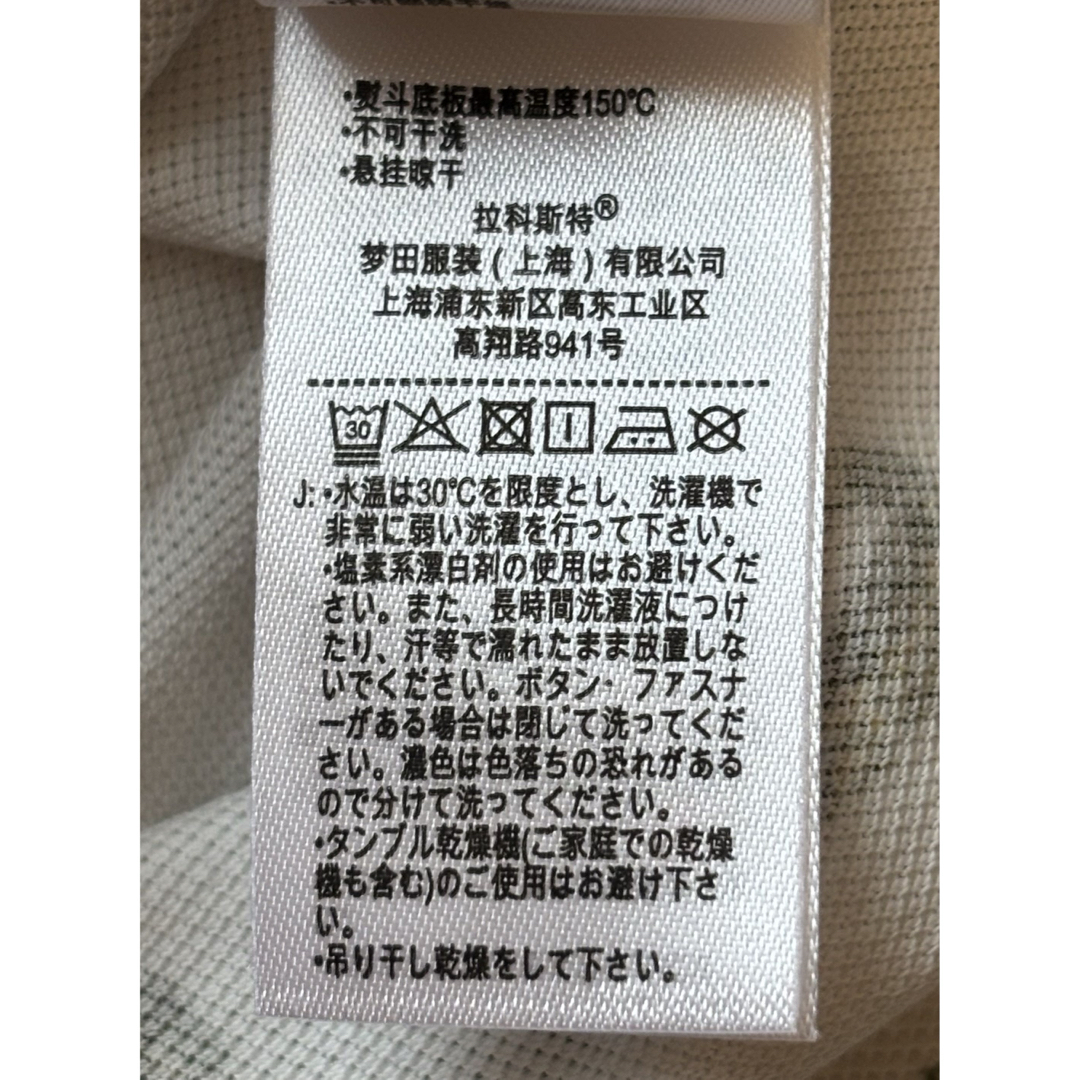 •熨斗底板最高温度150℃
•不可干洗
•悬挂晾干
拉科斯特®
梦田服装(上海)有限公司
上海浦东新区高东工业区
高翔路941号
30
J: •水温は30℃を限度とし、洗濯機で
非常に弱い洗濯を行って下さい。
•塩素系漂白剤の使用はお避けくだ
さい。また、長時間洗濯液につけ
たり、汗等で濡れたまま放置しな
いでください。ボタン・ファスナ
ーがある場合は閉じて洗ってくだ
さい。濃色は色落ちの恐れがある
ので分けて洗ってください。
•タンブル乾燥機(ご家庭での乾燥
機も含む)のご使用はお避け下さ
い。
•吊り干し乾燥をして下さい。